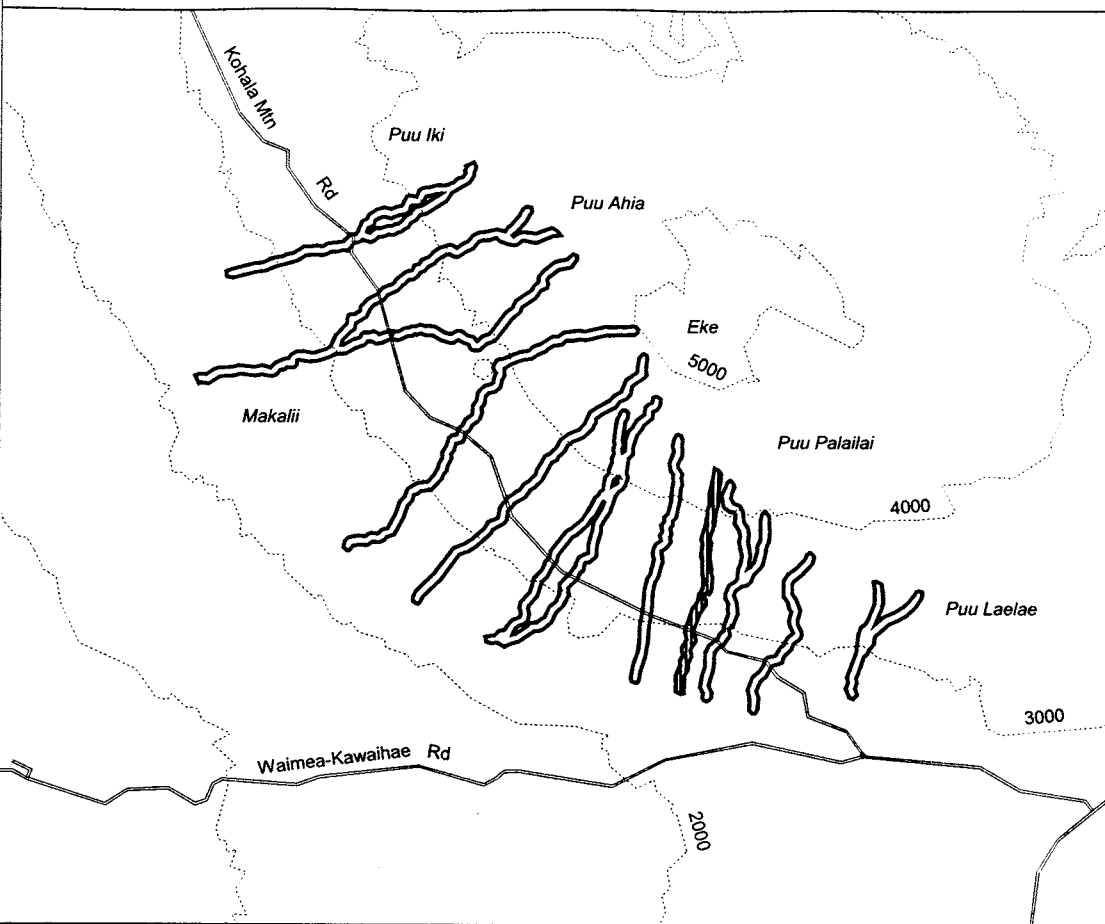 Kohala Mtn
Rd
Puu Iki
Puu Ahia
Eke
5000
Makalii
Puu Palailai
4000
Puu Laelae
3000
Waimea-Kawaihae Rd
2000